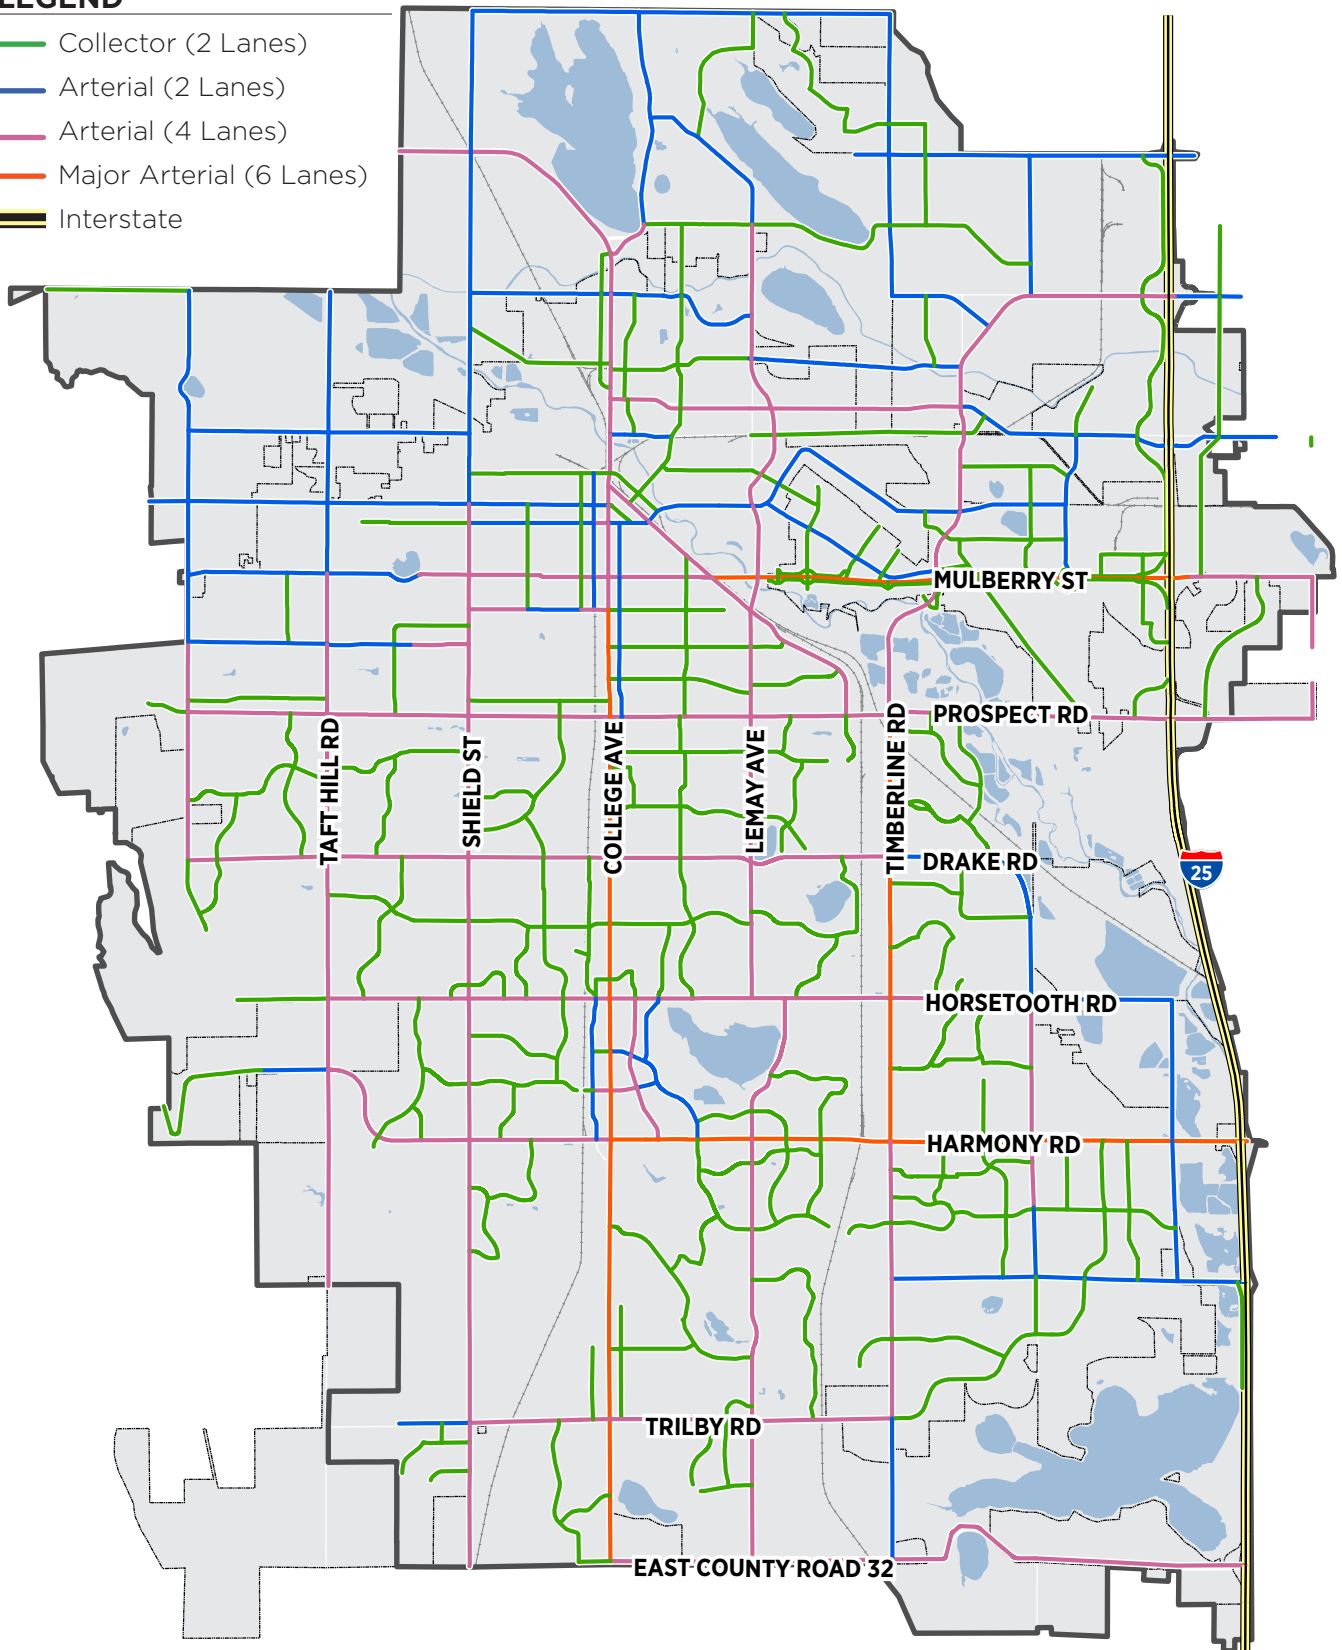 LEGEND
Collector (2 Lanes)
Arterial (2 Lanes)
Arterial (4 Lanes)
Major Arterial (6 Lanes)
Interstate
MULBERRY ST
PROSPECT RD
TAFT HILL RD
SHIELD ST
COLLEGE AVE
LEMAY AVE
TIMBERLINE RD
DRAKE RD
25
HORSETOOTH RD
HARMONY RD
TRILBY RD
EAST COUNTY ROAD 32